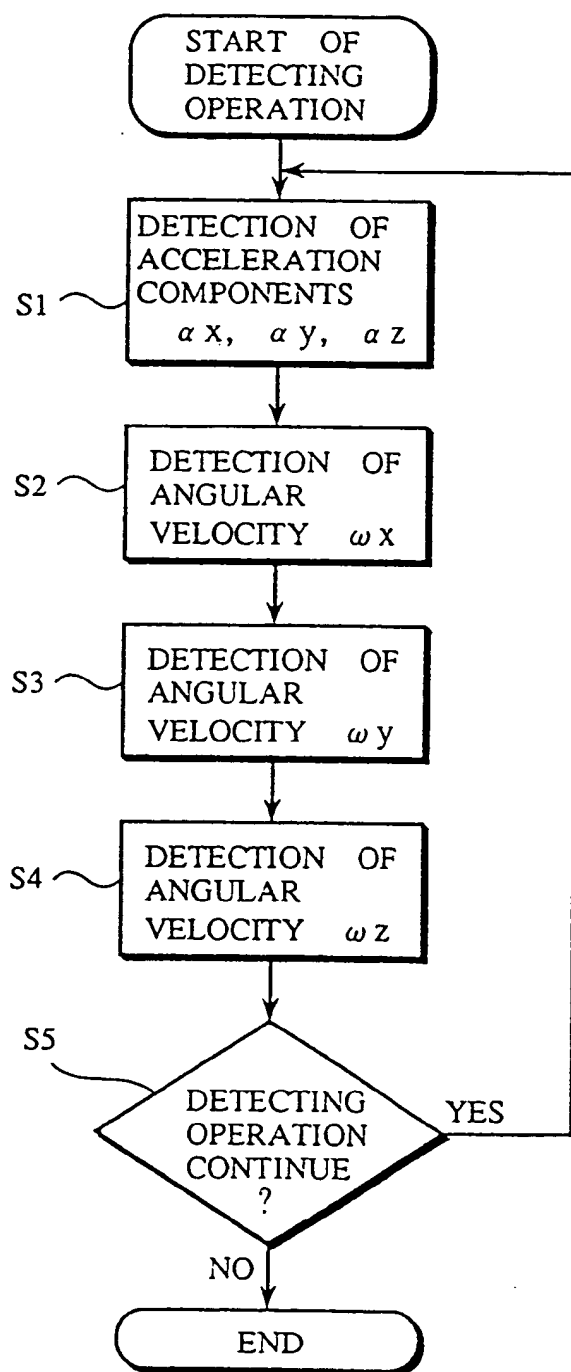 START OF
DETECTING
OPERATION
DETECTION OF
ACCELERATION
COMPONENTS
αx, αy, αz
S1
DETECTION OF
ANGULAR
VELOCITY ωx
S2
DETECTION OF
ANGULAR
VELOCITY ωy
S3
DETECTION OF
ANGULAR
VELOCITY ωz
S4
S5
DETECTING
OPERATION
CONTINUE
?
YES
NO
END